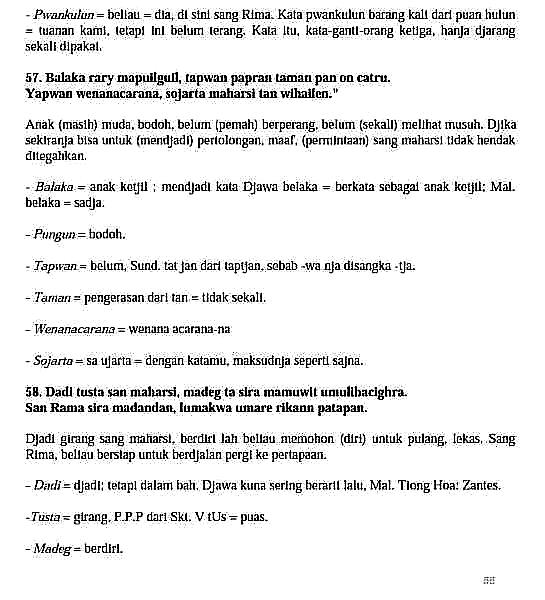 - Pwankulun = beliau = dia, di sini sang Rima. Kata pwankulun barang kali dari puan hulun
= tuanan kami, tetapi ini belum terang. Kata itu, kata-ganti-orang ketiga, hanja djarang
sekali dipakai.
57. Balaka rary mapuilgull, tapwan papran taman pan on catru.
Yapwan wenanacarana, sojarta maharsi tan wihaifen."
Anak (masih) muda, bodoh, belum (pernah) berperang, belum (sekali) melihat musuh. Djika
sekiranja bisa untuk (mendjadi) pertolongan, maaf, (permintaan) sang maharsi tidak hendak
ditegahkan.
- Balaka = anak ketjil ; mendjadi kata Djawa belaka = berkata sebagai anak ketjil; Mal.
belaka = sadja.
- Pungun = bodoh.
- Tapwan = belum, Sund. tat jan dari taptjan, sebab -wa nja disangka -tja.
- Taman = pengerasan dari tan = tidak sekali.
- Wenanacarana = wenana acarana-na
- Sojarta = sa ujarta = dengan katamu, maksudnja seperti sajna.
58. Dadi tusta san maharsi, madeg ta sira mamuwit umulihacighra.
San Rama sira madandan, lumakwa umare rikann patapan.
Djadi girang sang maharsi, berdiri lah beliau memohon (diri) untuk pulang, lekas, Sang
Rima, beliau bersiap untuk berdjalan pergi ke pertapaan.
- Dadi = djadi; tetapi dalam bah. Djawa kuna sering berarti lalu, Mal. Tiong Hoa: Zantes.
-Tusta = girang, P.P.P dari Skt. V tUs = puas.
- Madeg = berdiri.